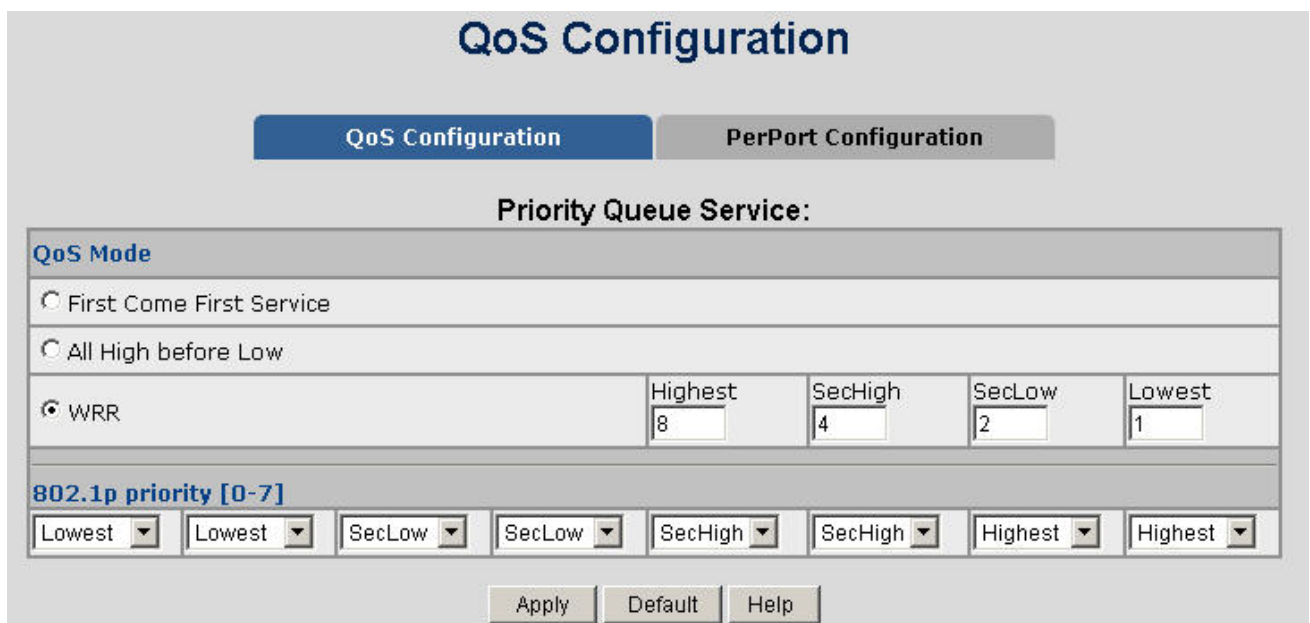 QoS Configuration
QoS Configuration PerPort Configuration
Priority Queue Service:
QoS Mode
First Come First Service
All High before Low
WRR
Highest SecHigh SecLow Lowest
8 4 2 1
802.1p priority [0-7]
Lowest Lowest SecLow SecLow SecHigh SecHigh Highest Highest
Apply Default Help